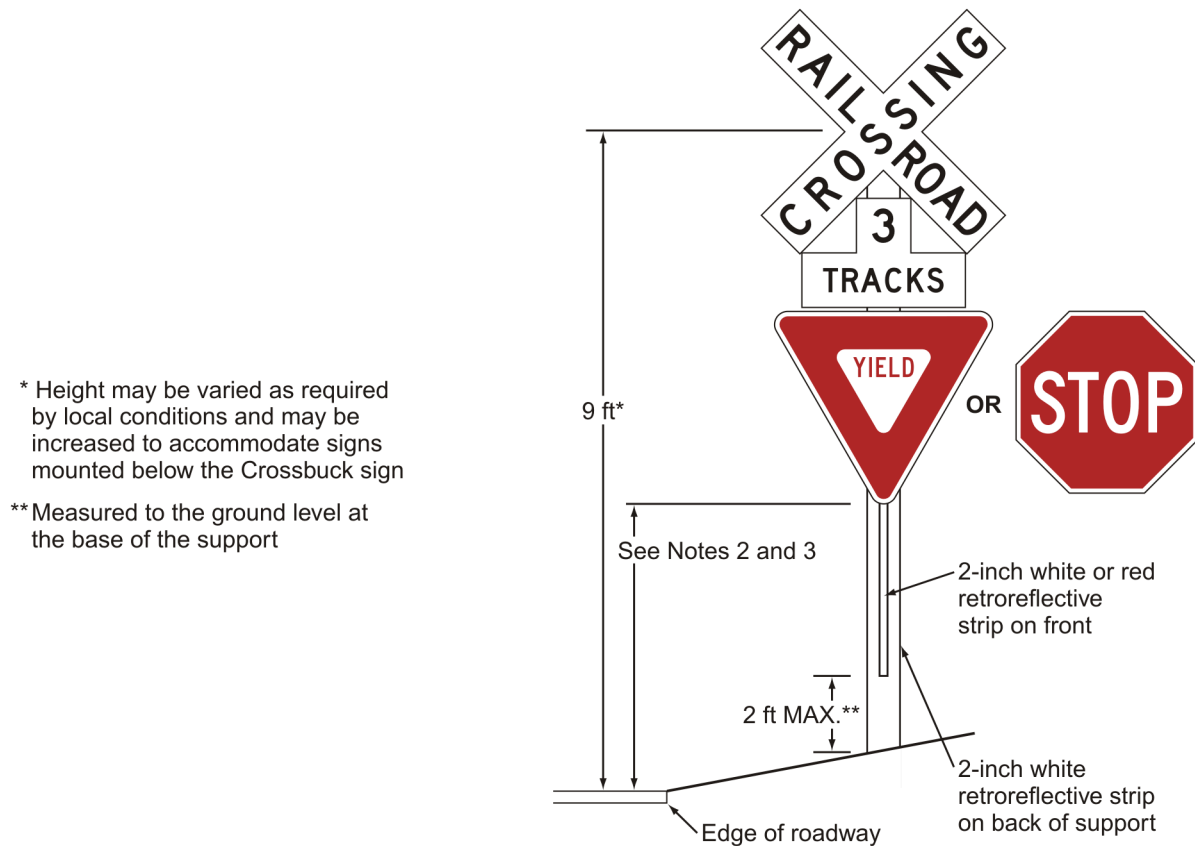 RAILROAD
CROSSING
3
TRACKS
YIELD
OR
STOP
9 ft*
* Height may be varied as required
by local conditions and may be
increased to accommodate signs
mounted below the Crossbuck sign
**Measured to the ground level at
the base of the support
See Notes 2 and 3
2-inch white or red
retroreflective
strip on front
2 ft MAX.**
2-inch white
retroreflective strip
on back of support
Edge of roadway